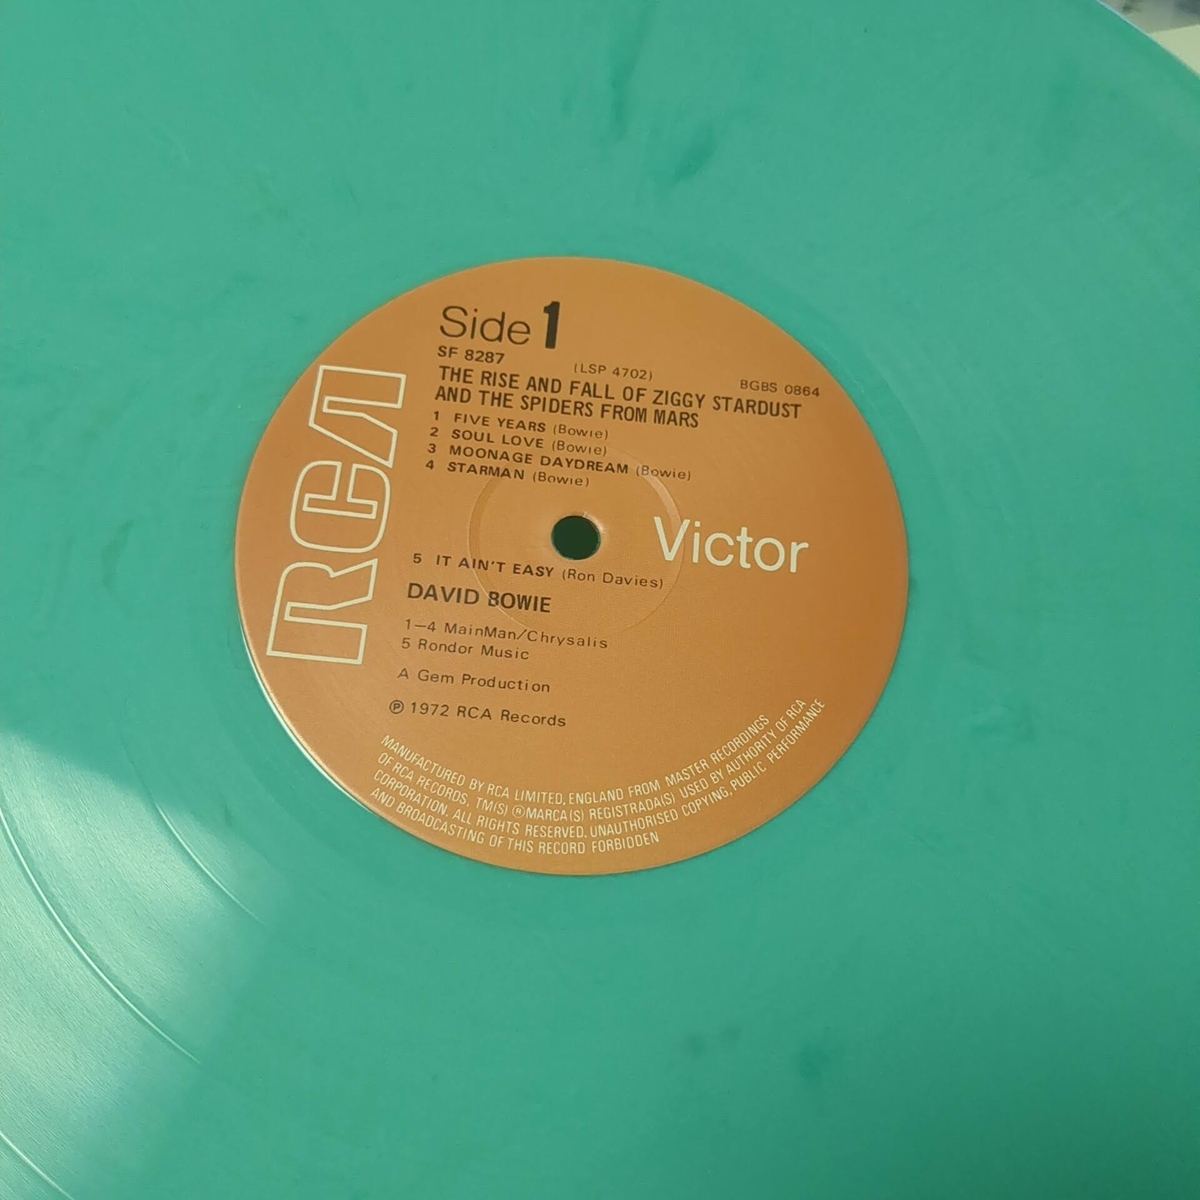 Side 1
SF 8287
(LSP 4702)
BGBS 0864
THE RISE AND FALL OF ZIGGY STARDUST
AND THE SPIDERS FROM MARS
1 FIVE YEARS (Bowie)
2 SOUL LOVE (Bowie)
3 MOONAGE DAYDREAM (Bowie)
4 STARMAN (Bowie)
RCA
Victor
5 IT AIN'T EASY (Ron Davies)
DAVID BOWIE
1–4 MainMan/Chrysalis
5 Rondor Music
A Gem Production
℗ 1972 RCA Records
MANUFACTURED BY RCA LIMITED, ENGLAND FROM MASTER RECORDINGS
OF RCA RECORDS, TM(S) ® MARCA(S) REGISTRADA(S) USED BY AUTHORITY OF RCA
CORPORATION. ALL RIGHTS RESERVED. UNAUTHORISED COPYING, PUBLIC PERFORMANCE
AND BROADCASTING OF THIS RECORD FORBIDDEN